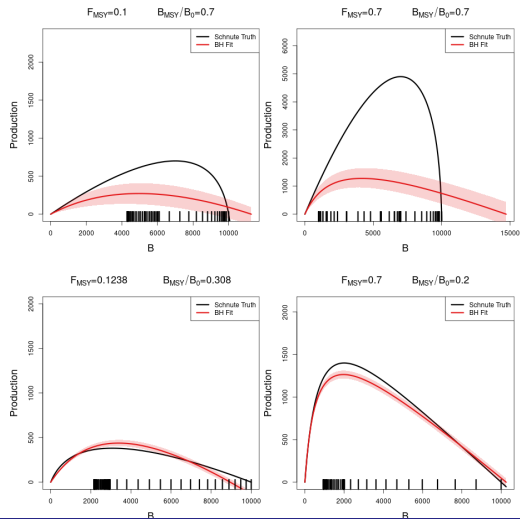 F_MSY=0.1 B_MSY/B_0=0.7
Schnute Truth
BH Fit
Production
0 500 1000 1500 2000
0 2000 4000 6000 8000 10000
B
F_MSY=0.7 B_MSY/B_0=0.7
Schnute Truth
BH Fit
Production
0 1000 2000 3000 4000 5000 6000
0 5000 10000 15000
B
F_MSY=0.1238 B_MSY/B_0=0.308
Schnute Truth
BH Fit
Production
0 500 1000 1500 2000
0 2000 4000 6000 8000 10000
B
F_MSY=0.7 B_MSY/B_0=0.2
Schnute Truth
BH Fit
Production
0 500 1000 1500 2000
0 2000 4000 6000 8000 10000
B